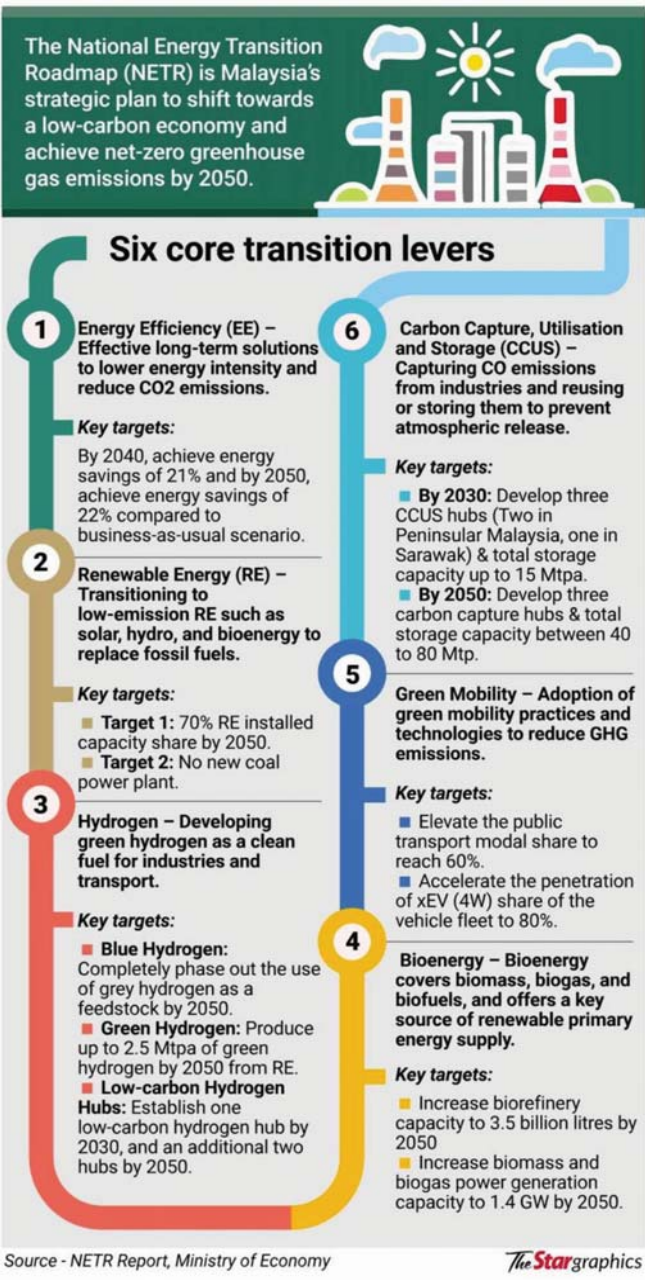 The National Energy Transition
Roadmap (NETR) is Malaysia's
strategic plan to shift towards
a low-carbon economy and
achieve net-zero greenhouse
gas emissions by 2050.
Six core transition levers
1
Energy Efficiency (EE) –
Effective long-term solutions
to lower energy intensity and
reduce CO2 emissions.
Key targets:
By 2040, achieve energy
savings of 21% and by 2050,
achieve energy savings of
22% compared to
business-as-usual scenario.
2
Renewable Energy (RE) –
Transitioning to
low-emission RE such as
solar, hydro, and bioenergy to
replace fossil fuels.
Key targets:
Target 1: 70% RE installed
capacity share by 2050.
Target 2: No new coal
power plant.
3
Hydrogen – Developing
green hydrogen as a clean
fuel for industries and
transport.
Key targets:
Blue Hydrogen:
Completely phase out the use
of grey hydrogen as a
feedstock by 2050.
Green Hydrogen: Produce
up to 2.5 Mtpa of green
hydrogen by 2050 from RE.
Low-carbon Hydrogen
Hubs: Establish one
low-carbon hydrogen hub by
2030, and an additional two
hubs by 2050.
4
Bioenergy – Bioenergy
covers biomass, biogas, and
biofuels, and offers a key
source of renewable primary
energy supply.
Key targets:
Increase biorefinery
capacity to 3.5 billion litres by
2050
Increase biomass and
biogas power generation
capacity to 1.4 GW by 2050.
5
Green Mobility – Adoption of
green mobility practices and
technologies to reduce GHG
emissions.
Key targets:
Elevate the public
transport modal share to
reach 60%.
Accelerate the penetration
of xEV (4W) share of the
vehicle fleet to 80%.
6
Carbon Capture, Utilisation
and Storage (CCUS) –
Capturing CO emissions
from industries and reusing
or storing them to prevent
atmospheric release.
Key targets:
By 2030: Develop three
CCUS hubs (Two in
Peninsular Malaysia, one in
Sarawak) & total storage
capacity up to 15 Mtpa.
By 2050: Develop three
carbon capture hubs & total
storage capacity between 40
to 80 Mtp.
Source - NETR Report, Ministry of Economy
TheStargraphics